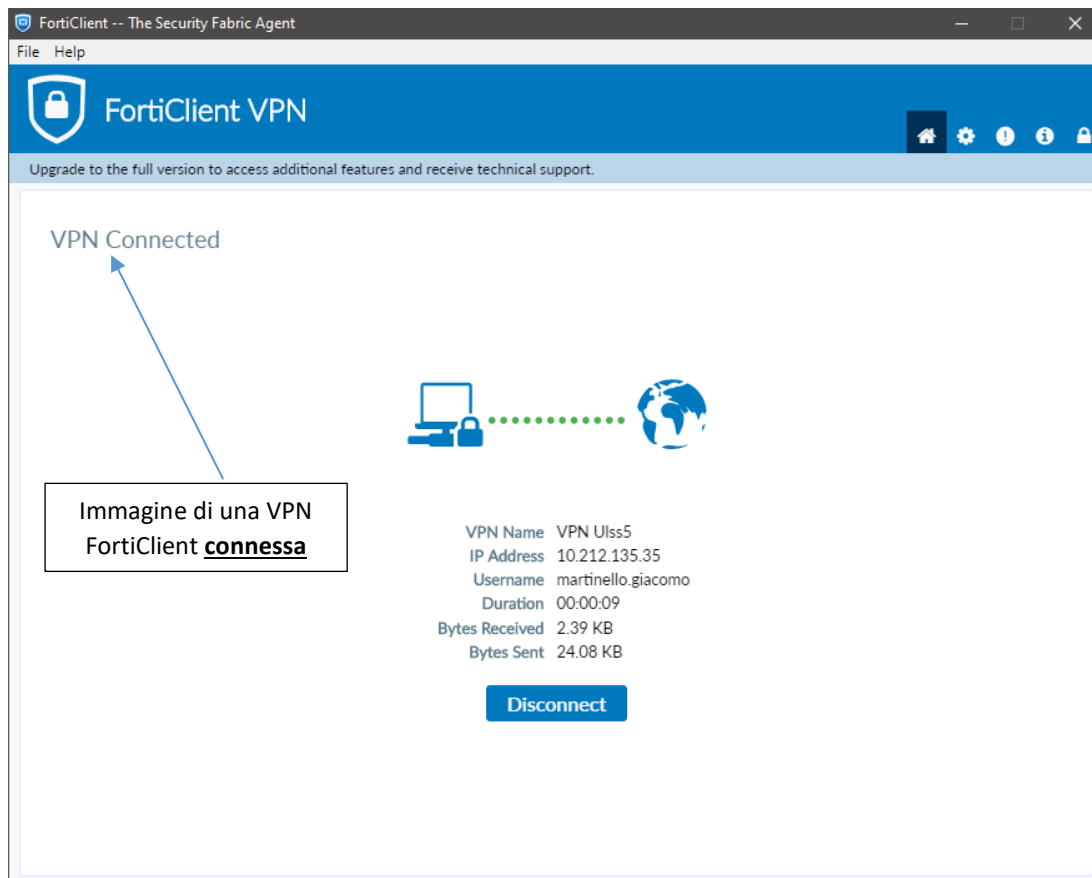 FortiClient -- The Security Fabric Agent
File Help
FortiClient VPN
Upgrade to the full version to access additional features and receive technical support.
VPN Connected
Immagine di una VPN
FortiClient connessa
VPN Name VPN Ulss5
IP Address 10.212.135.35
Username martinello.giacomo
Duration 00:00:09
Bytes Received 2.39 KB
Bytes Sent 24.08 KB
Disconnect